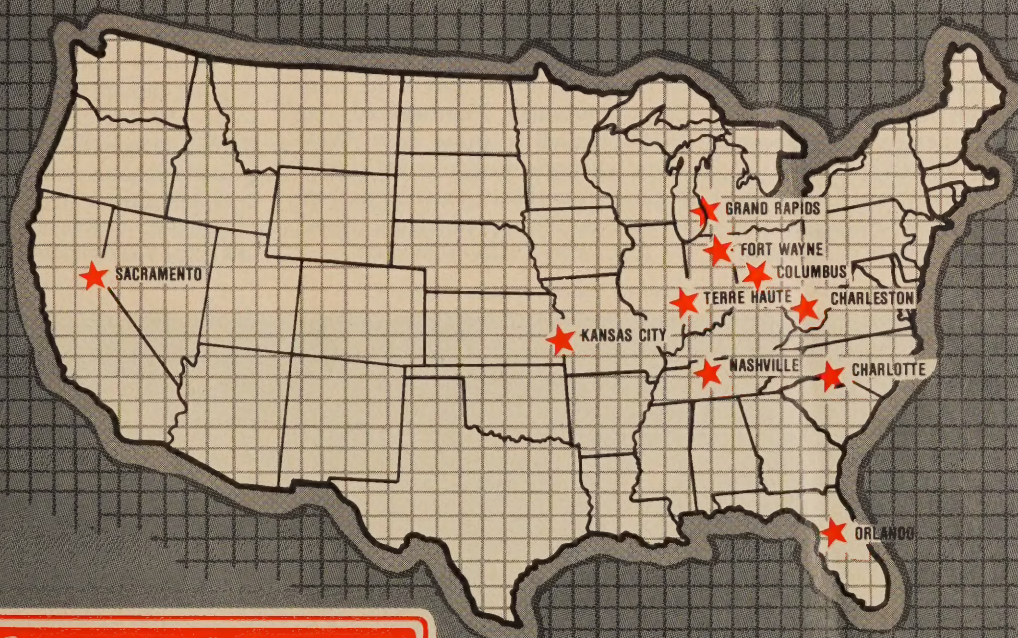 GRAND RAPIDS
FORT WAYNE
COLUMBUS
SACRAMENTO
TERRE HAUTE
CHARLESTON
KANSAS CITY
NASHVILLE
CHARLOTTE
ORLANDO